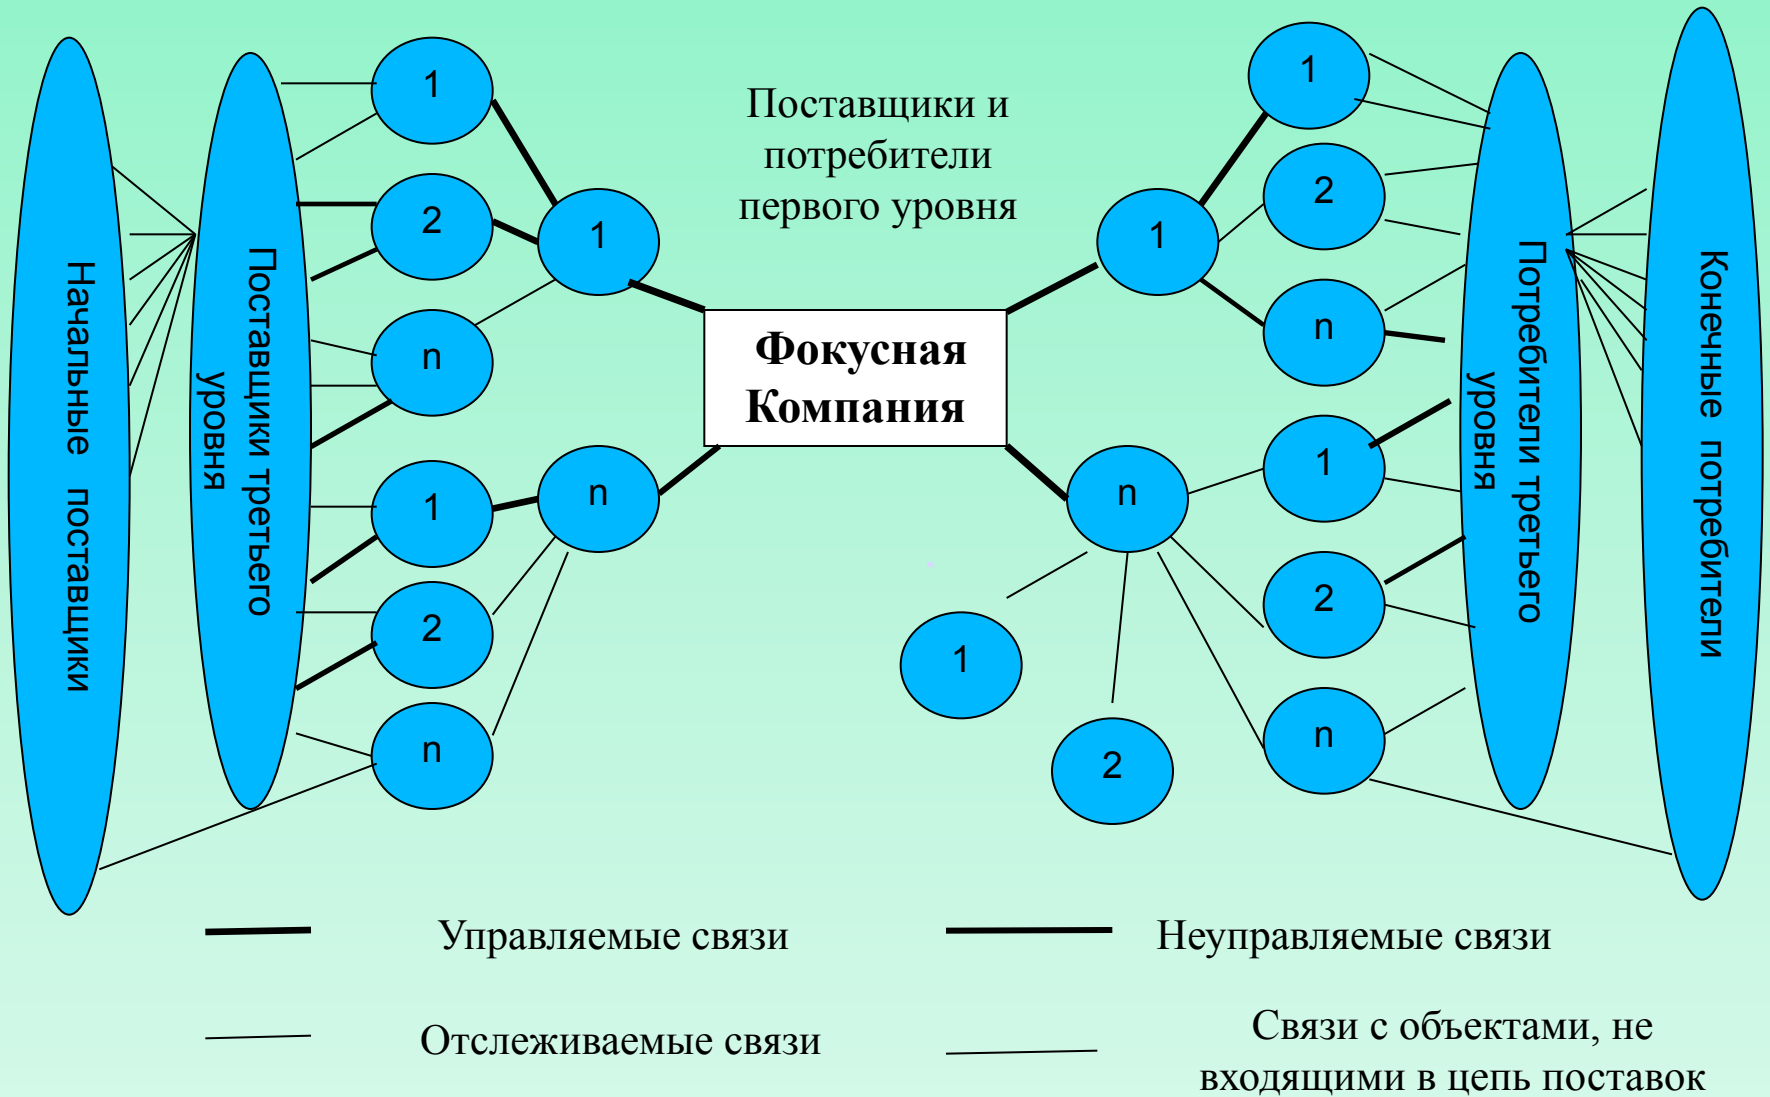 Начальные поставщики
Поставщики третьего
уровня
1
2
n
1
2
n
1
n
Поставщики и
потребители
первого уровня
Фокусная
Компания
1
n
1
2
1
2
n
1
2
n
Потребители третьего
уровня
Конечные потребители
Управляемые связи
Неуправляемые связи
Отслеживаемые связи
Связи с объектами, не
входящими в цепь поставок